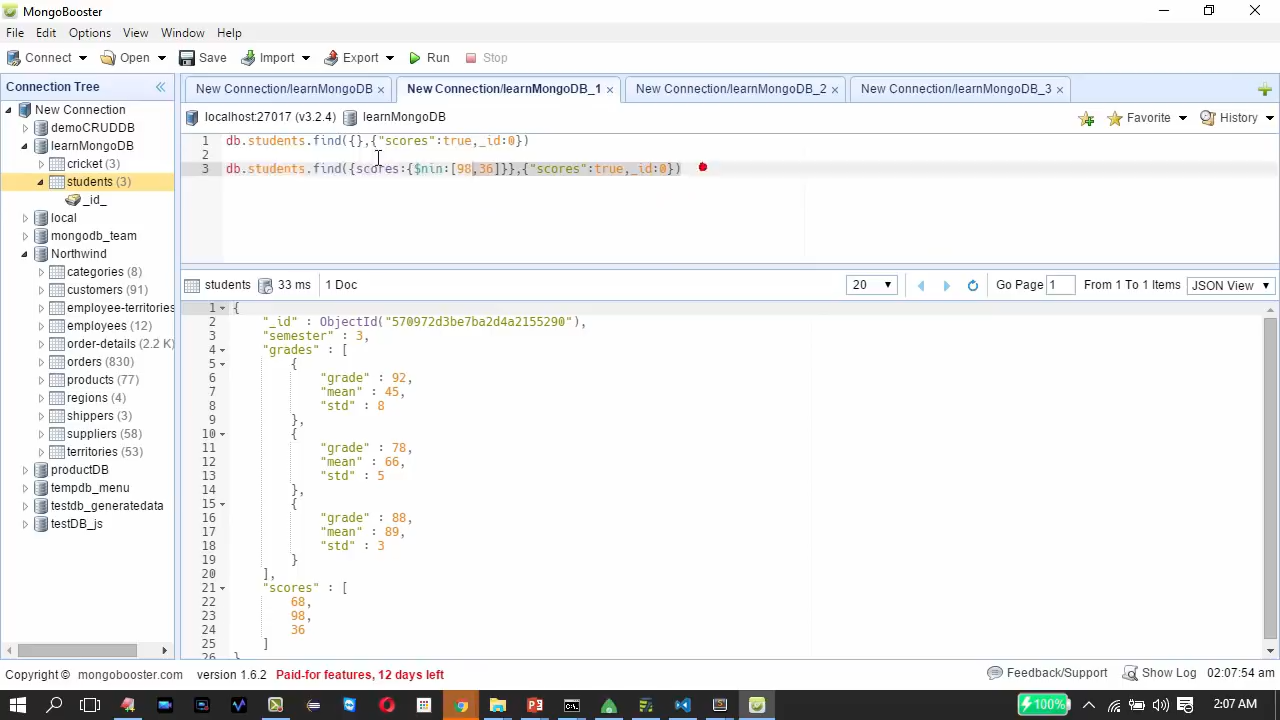 MongoBooster
File Edit Options View Window Help
Connect Open Save Import Export Run Stop
Connection Tree
New Connection
demoCRUDDB
learnMongoDB
cricket (3)
students (3)
_id_
local
mongodb_team
Northwind
categories (8)
customers (91)
employee-territories
employees (12)
order-details (2.2 K)
orders (830)
products (77)
regions (4)
shippers (3)
suppliers (58)
territories (53)
productDB
tempdb_menu
testdb_generatedata
testDB_js
New Connection/learnMongoDB × New Connection/learnMongoDB_1 × New Connection/learnMongoDB_2 × New Connection/learnMongoDB_3 ×
localhost:27017 (v3.2.4) learnMongoDB Favorite History
1 db.students.find({},{"scores":true,_id:0})
2
3 db.students.find({scores:{$nin:[98,36]}},{"scores":true,_id:0})
students 33 ms 1 Doc 20 Go Page 1 From 1 To 1 Items JSON View
1 {
2 "_id" : ObjectId("570972d3be7ba2d4a2155290"),
3 "semester" : 3,
4 "grades" : [
5 {
6 "grade" : 92,
7 "mean" : 45,
8 "std" : 8
9 },
10 {
11 "grade" : 78,
12 "mean" : 66,
13 "std" : 5
14 },
15 {
16 "grade" : 88,
17 "mean" : 89,
18 "std" : 3
19 }
20 ],
21 "scores" : [
22 68,
23 98,
24 36
25 ]
26 }
Copyright © mongobooster.com version 1.6.2 Paid-for features, 12 days left Feedback/Support Show Log 02:07:54 am
100% 2:07 AM